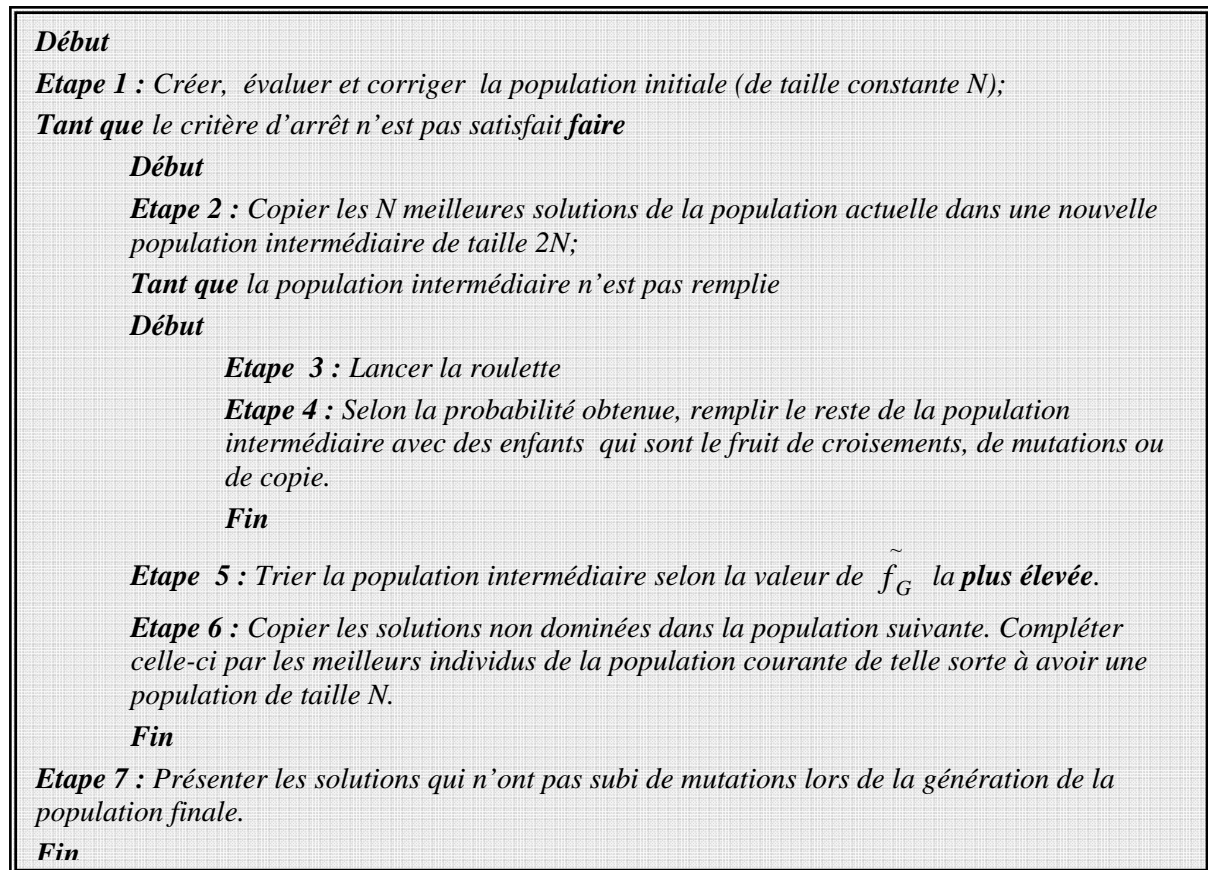 Début
Etape 1 : Créer, évaluer et corriger la population initiale (de taille constante N);
Tant que le critère d'arrêt n'est pas satisfait faire
Début
Etape 2 : Copier les N meilleures solutions de la population actuelle dans une nouvelle
population intermédiaire de taille 2N;
Tant que la population intermédiaire n'est pas remplie
Début
Etape 3 : Lancer la roulette
Etape 4 : Selon la probabilité obtenue, remplir le reste de la population
intermédiaire avec des enfants qui sont le fruit de croisements, de mutations ou
de copie.
Fin
Etape 5 : Trier la population intermédiaire selon la valeur de f̃_G la plus élevée.
Etape 6 : Copier les solutions non dominées dans la population suivante. Compléter
celle-ci par les meilleurs individus de la population courante de telle sorte à avoir une
population de taille N.
Fin
Etape 7 : Présenter les solutions qui n'ont pas subi de mutations lors de la génération de la
population finale.
Fin